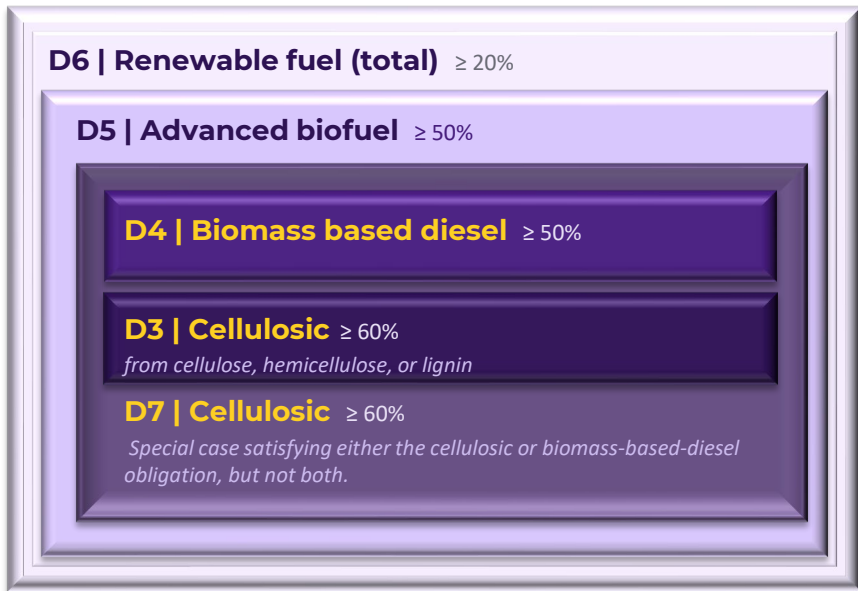 D6 | Renewable fuel (total) ≥ 20%
D5 | Advanced biofuel ≥ 50%
D4 | Biomass based diesel ≥ 50%
D3 | Cellulosic ≥ 60%
from cellulose, hemicellulose, or lignin
D7 | Cellulosic ≥ 60%
Special case satisfying either the cellulosic or biomass-based-diesel
obligation, but not both.